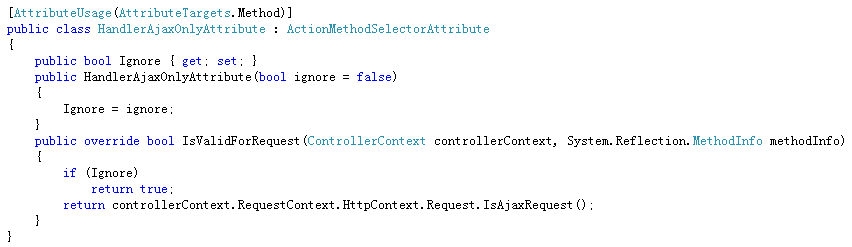 [AttributeUsage(AttributeTargets.Method)]
public class HandlerAjaxOnlyAttribute : ActionMethodSelectorAttribute
{
    public bool Ignore { get; set; }
    public HandlerAjaxOnlyAttribute(bool ignore = false)
    {
        Ignore = ignore;
    }
    public override bool IsValidForRequest(ControllerContext controllerContext, System.Reflection.MethodInfo methodInfo)
    {
        if (Ignore)
            return true;
        return controllerContext.RequestContext.HttpContext.Request.IsAjaxRequest();
    }
}